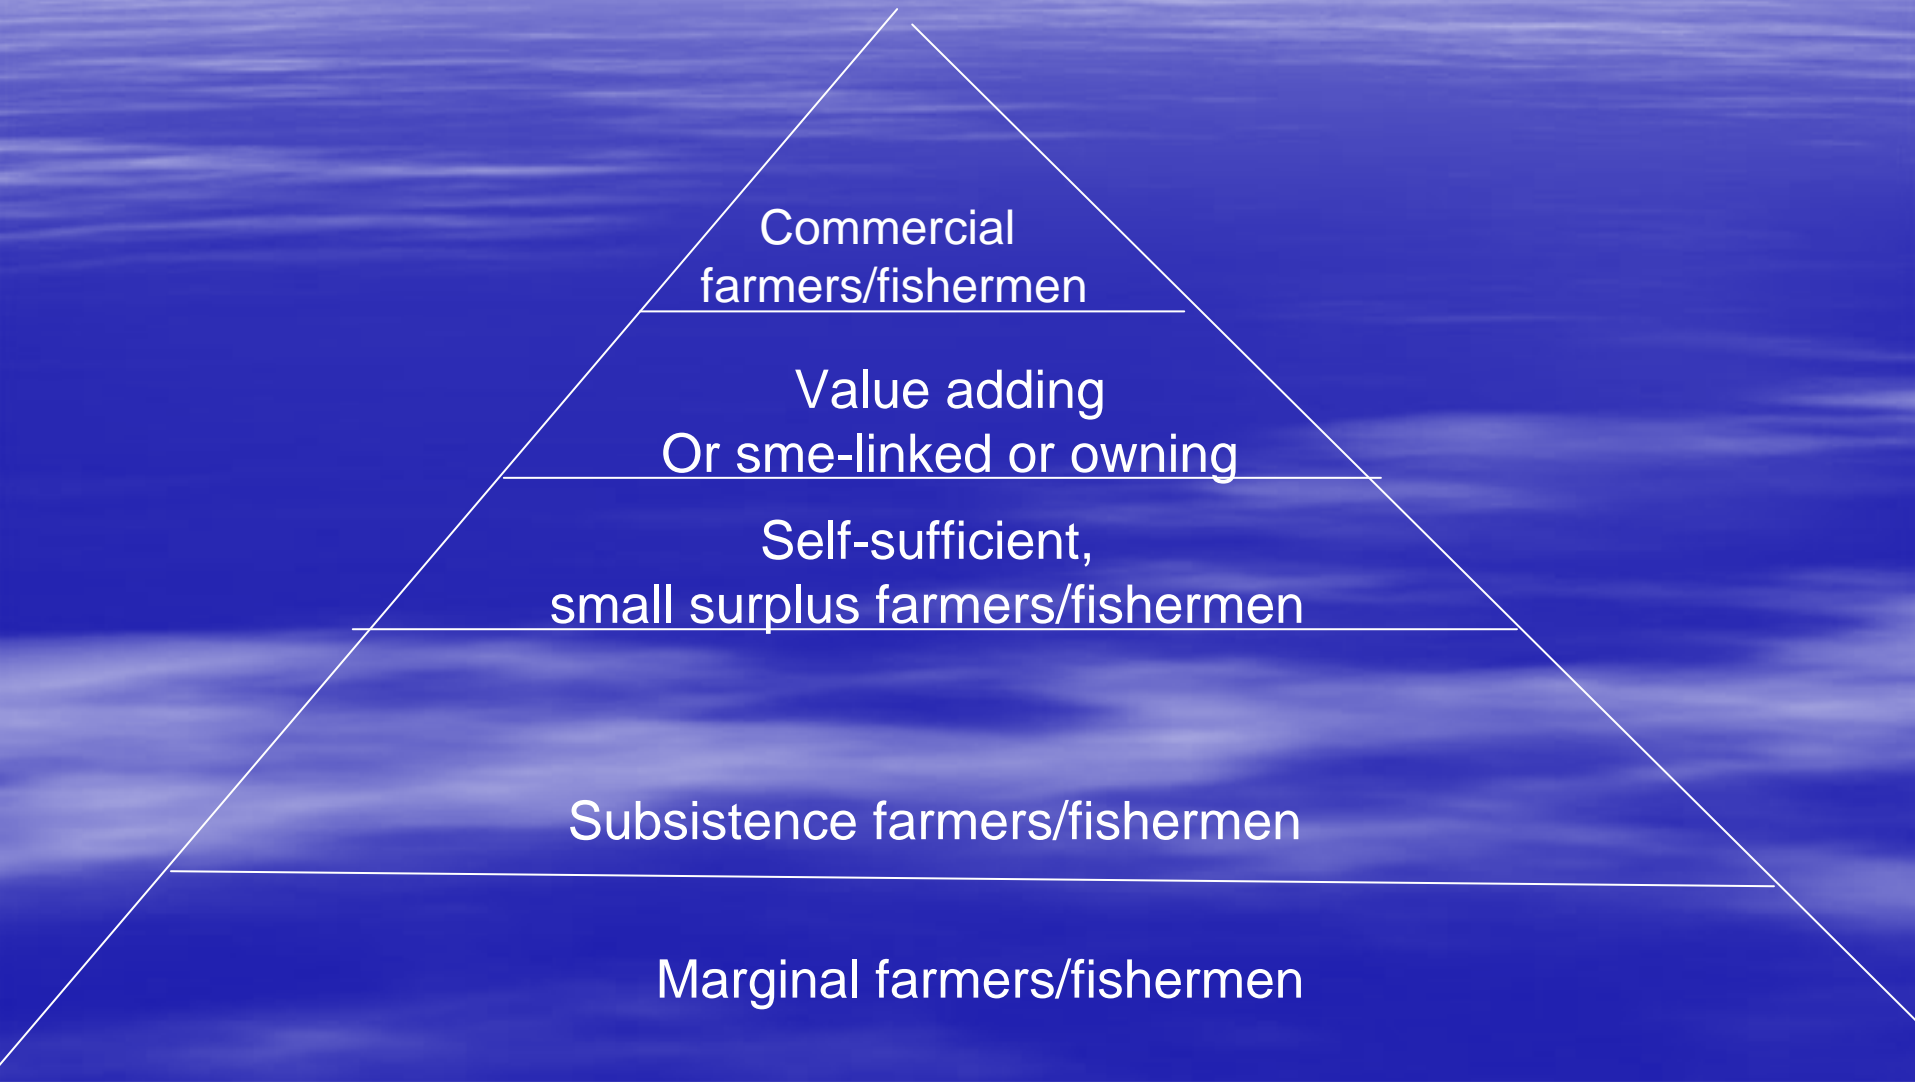 Commercial
farmers/fishermen
Value adding
Or sme-linked or owning
Self-sufficient,
small surplus farmers/fishermen
Subsistence farmers/fishermen
Marginal farmers/fishermen